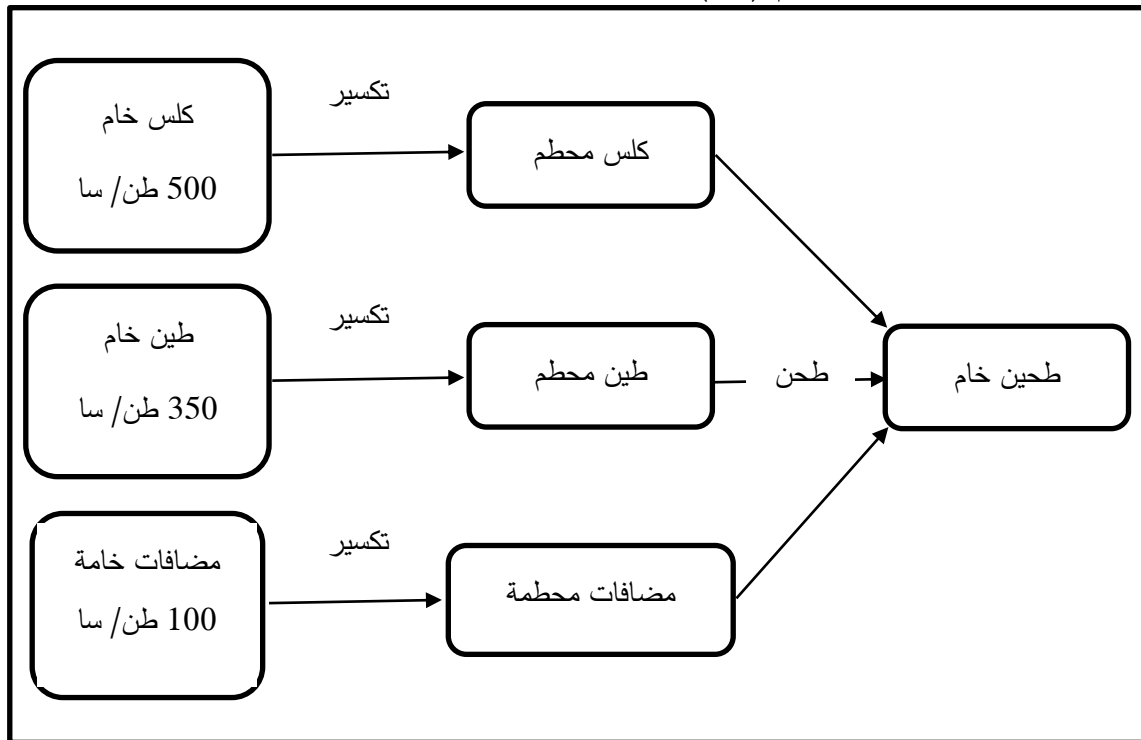 كلس خام
500 طن/ سا
تكسير
كلس محطم
طين خام
350 طن/ سا
تكسير
طين محطم
طحن
طحين خام
مضافات خامة
100 طن/ سا
تكسير
مضافات محطمة